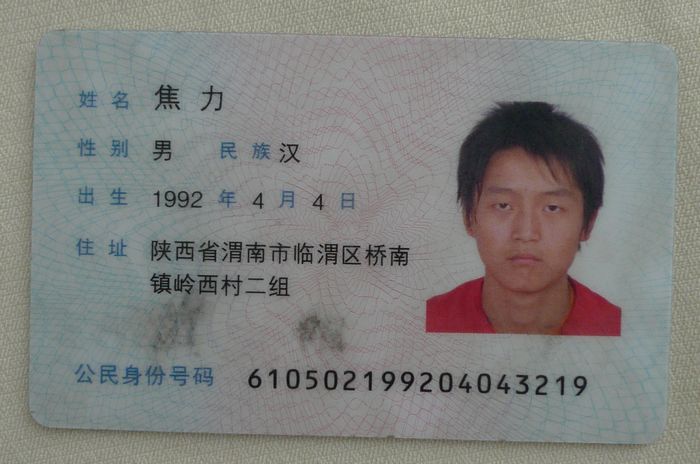 姓名 焦力
性别 男 民族 汉
出生 1992 年 4 月 4 日
住址 陕西省渭南市临渭区桥南
镇岭西村二组
公民身份号码 610502199204043219